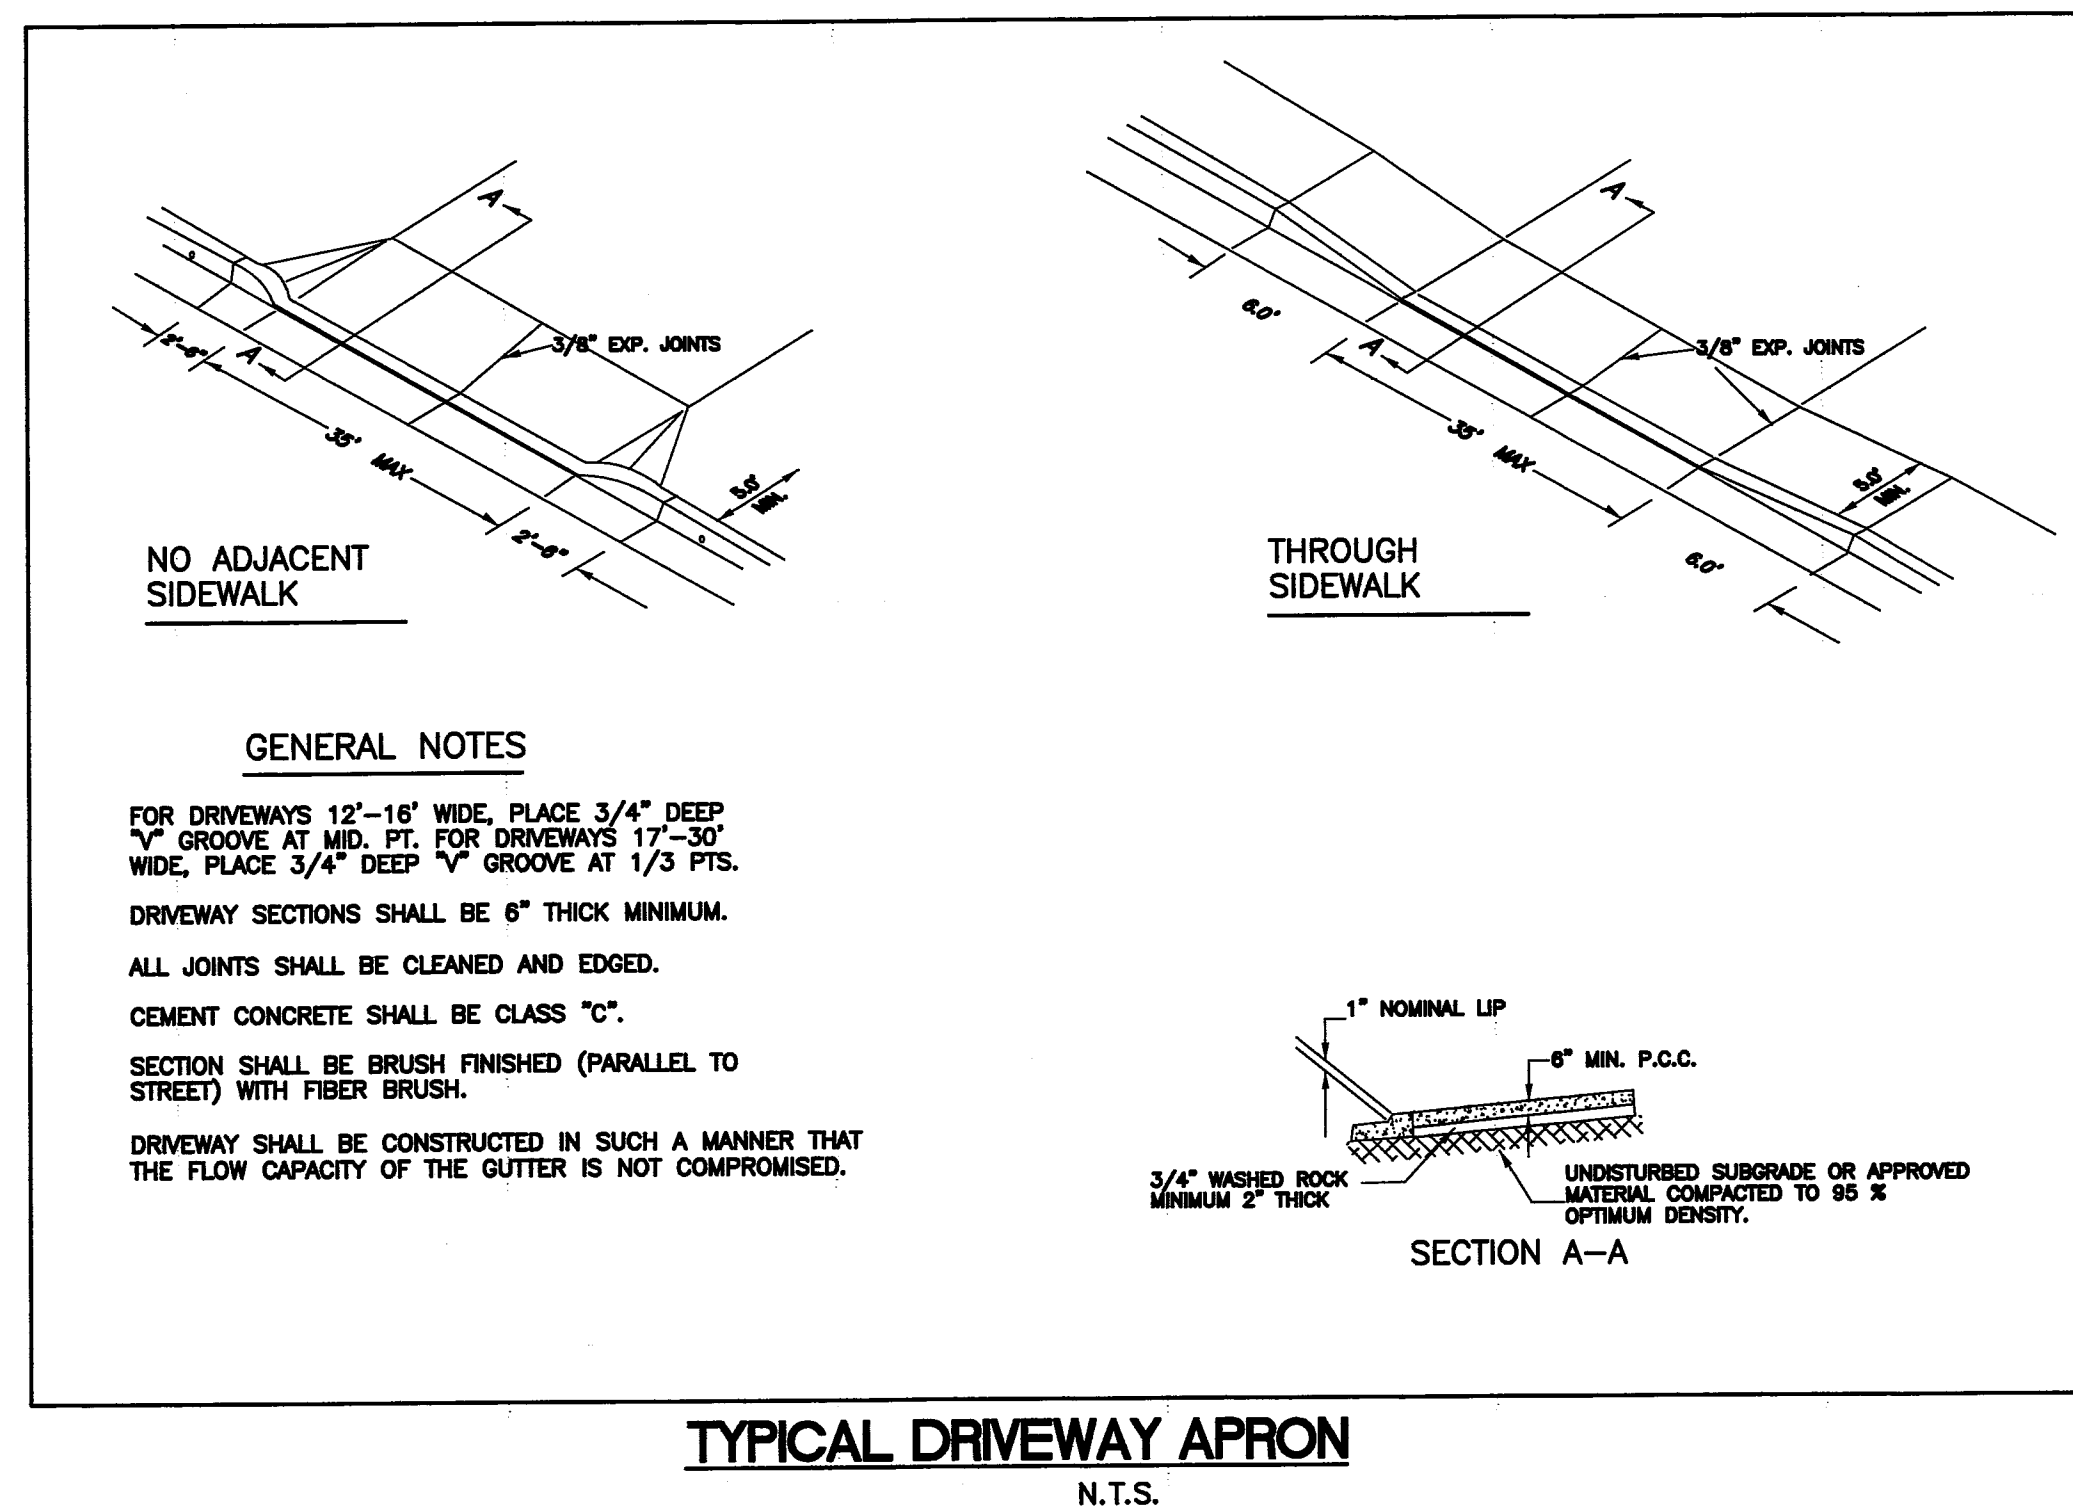 A
3/8" EXP. JOINTS
2'-6"
A
35' MAX
2'-6"
5.0'
MIN.
NO ADJACENT
SIDEWALK
A
6.0'
3/8" EXP. JOINTS
A
35' MAX
5.0'
MIN.
6.0'
THROUGH
SIDEWALK
GENERAL NOTES
FOR DRIVEWAYS 12'-16' WIDE, PLACE 3/4" DEEP
"V" GROOVE AT MID. PT. FOR DRIVEWAYS 17'-30'
WIDE, PLACE 3/4" DEEP "V" GROOVE AT 1/3 PTS.
DRIVEWAY SECTIONS SHALL BE 6" THICK MINIMUM.
ALL JOINTS SHALL BE CLEANED AND EDGED.
CEMENT CONCRETE SHALL BE CLASS "C".
SECTION SHALL BE BRUSH FINISHED (PARALLEL TO
STREET) WITH FIBER BRUSH.
DRIVEWAY SHALL BE CONSTRUCTED IN SUCH A MANNER THAT
THE FLOW CAPACITY OF THE GUTTER IS NOT COMPROMISED.
1" NOMINAL LIP
6" MIN. P.C.C.
3/4" WASHED ROCK
MINIMUM 2" THICK
UNDISTURBED SUBGRADE OR APPROVED
MATERIAL COMPACTED TO 95 %
OPTIMUM DENSITY.
SECTION A-A
TYPICAL DRIVEWAY APRON
N.T.S.